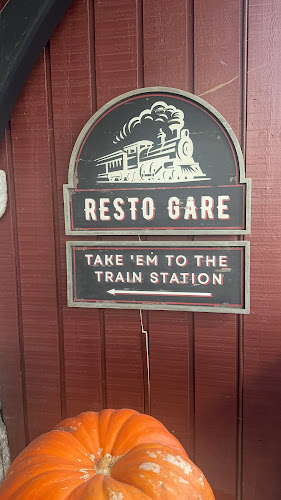 RESTO GARE
TAKE 'EM TO THE
TRAIN STATION